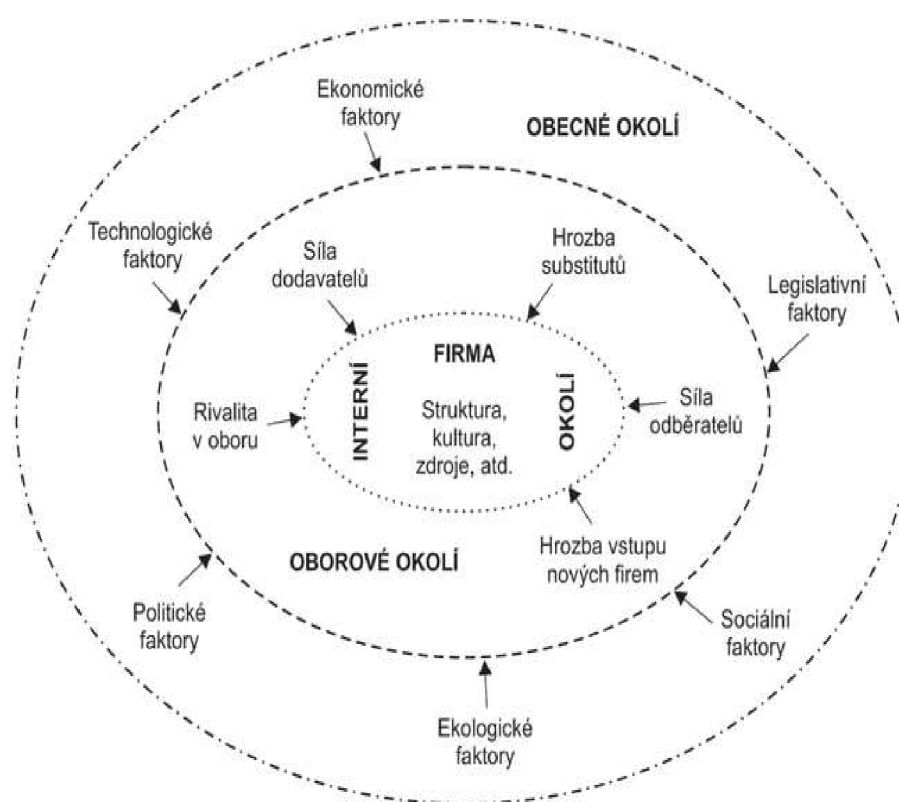 Ekonomické
faktory
OBECNÉ OKOLÍ
Technologické
faktory
Síla
dodavatelů
Hrozba
substitutů
Legislativní
faktory
FIRMA
INTERNÍ
OKOLÍ
Struktura,
kultura,
zdroje, atd.
Rivalita
v oboru
Síla
odběratelů
OBOROVÉ OKOLÍ
Hrozba vstupu
nových firem
Politické
faktory
Sociální
faktory
Ekologické
faktory